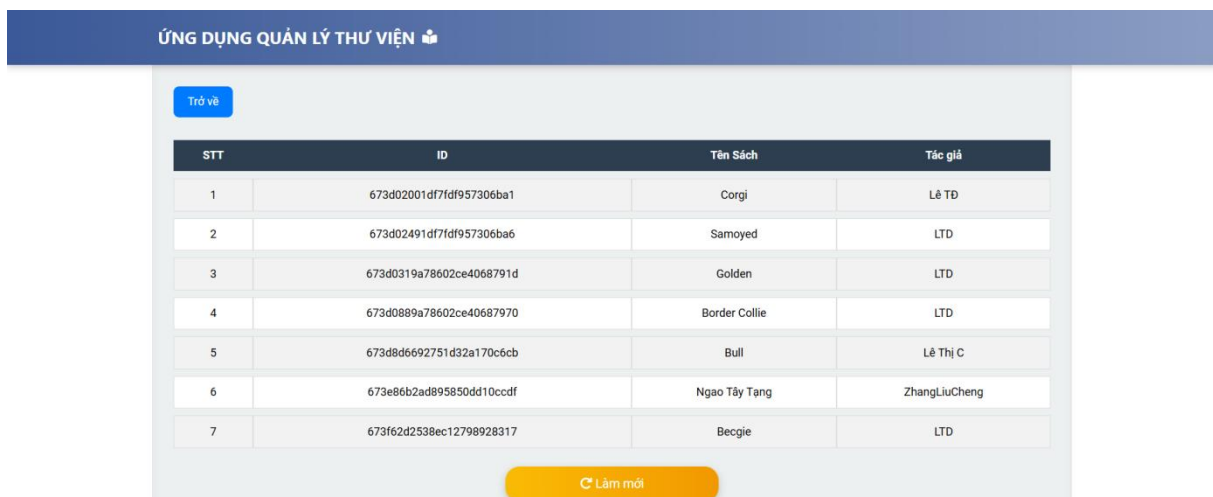 ỨNG DỤNG QUẢN LÝ THƯ VIỆN
Trở về
STT ID Tên Sách Tác giả
1 673d02001df7fdf957306ba1 Corgi Lê TĐ
2 673d02491df7fdf957306ba6 Samoyed LTD
3 673d0319a78602ce4068791d Golden LTD
4 673d0889a78602ce40687970 Border Collie LTD
5 673d8d6692751d32a170c6cb Bull Lê Thị C
6 673e86b2ad895850dd10ccdf Ngao Tây Tạng ZhangLiuCheng
7 673f62d2538ec12798928317 Becgie LTD
Làm mới